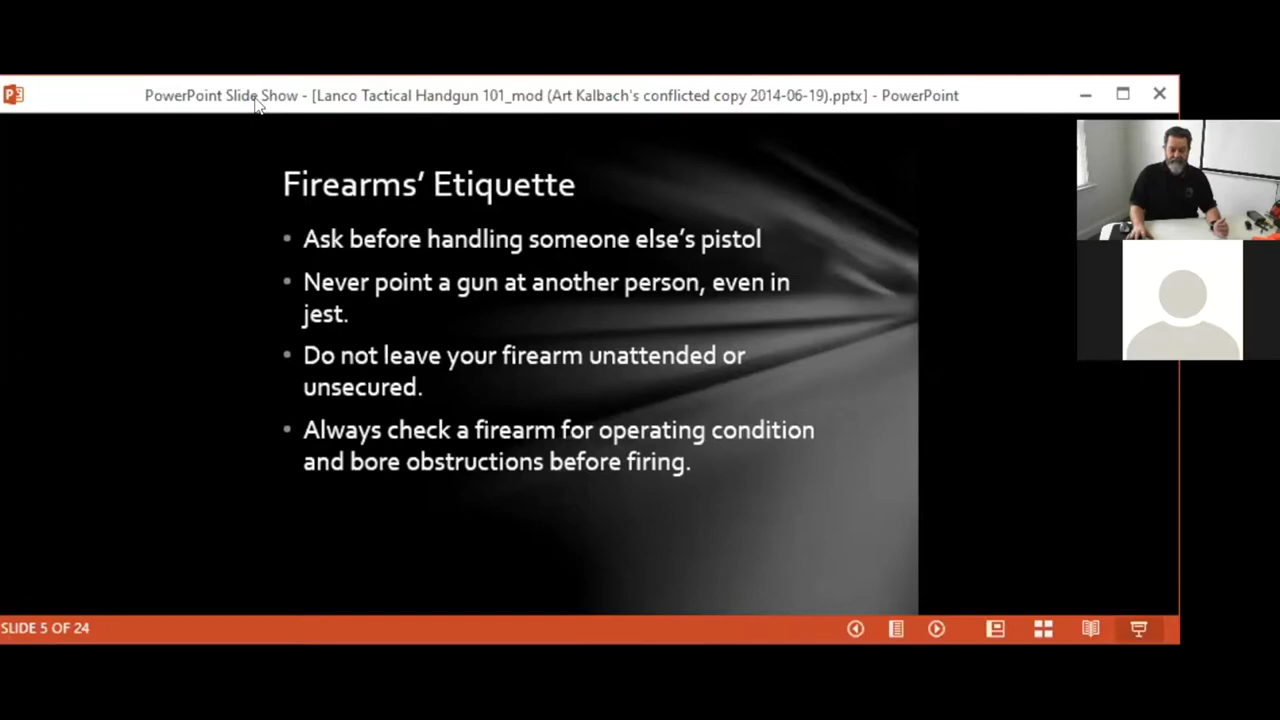 PowerPoint Slide Show - [Lanco Tactical Handgun 101_mod (Art Kalbach's conflicted copy 2014-06-19).pptx] - PowerPoint
Firearms' Etiquette
• Ask before handling someone else's pistol
• Never point a gun at another person, even in
jest.
• Do not leave your firearm unattended or
unsecured.
• Always check a firearm for operating condition
and bore obstructions before firing.
SLIDE 5 OF 24